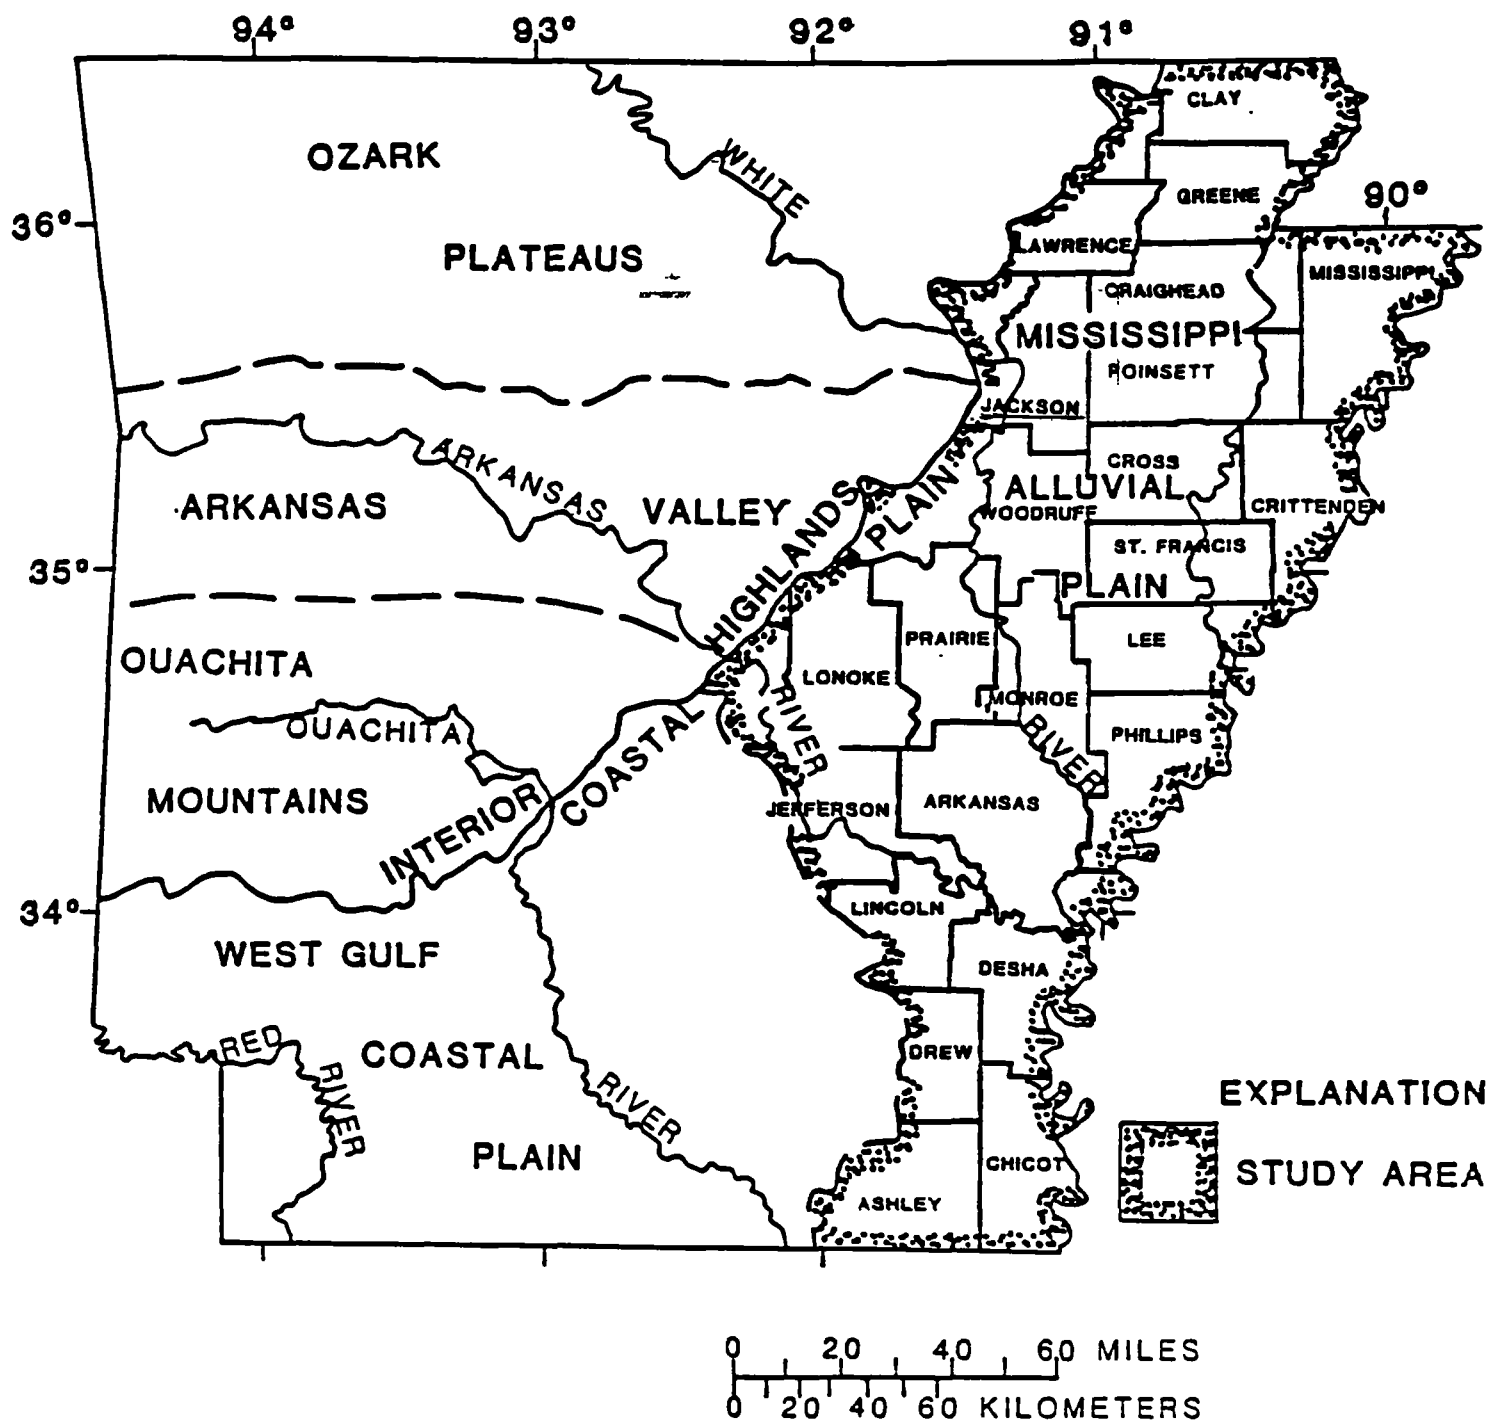 94° 93° 92° 91°
CLAY
OZARK
WHITE
GREENE
90°
36°
LAWRENCE
PLATEAUS
MISSISSIPPI
CRAIGHEAD
MISSISSIPPI
POINSETT
JACKSON
ARKANSAS
CROSS
ALLUVIAL
ARKANSAS
VALLEY
WOODRUFF
CRITTENDEN
HIGHLANDS
PLAIN
ST. FRANCIS
35°
PLAIN
PRAIRIE
LEE
OUACHITA
LONOKE
MONROE
RIVER
OUACHITA
RIVER
PHILLIPS
COASTAL
MOUNTAINS
INTERIOR
JEFFERSON
ARKANSAS
34°
LINCOLN
WEST GULF
DESHA
RED
RIVER
COASTAL
DREW
RIVER
EXPLANATION
PLAIN
CHICOT
STUDY AREA
ASHLEY
0 20 40 60 MILES
0 20 40 60 KILOMETERS